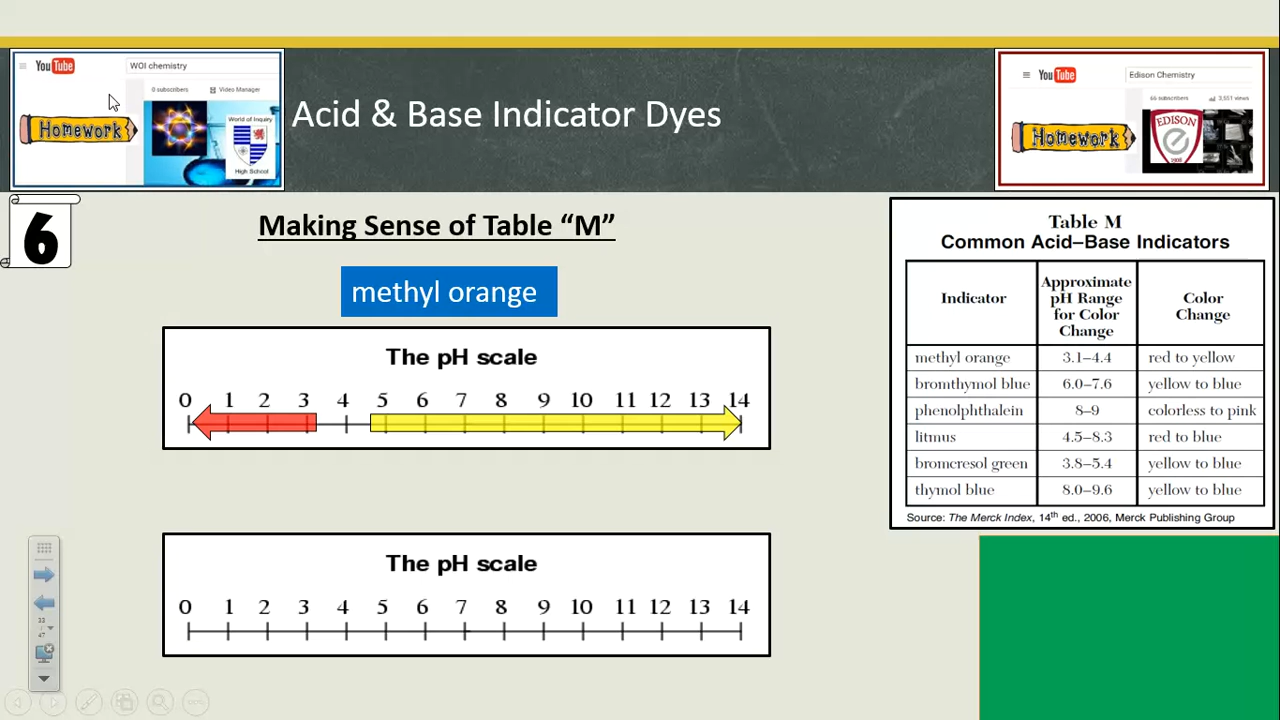 YouTube
WOI chemistry
0 subscribers
Video Manager
Homework
World of Inquiry
High School
Acid & Base Indicator Dyes
YouTube
Edison Chemistry
3,551 views
Homework
EDISON
6
Making Sense of Table “M”
methyl orange
The pH scale
0 1 2 3 4 5 6 7 8 9 10 11 12 13 14
The pH scale
0 1 2 3 4 5 6 7 8 9 10 11 12 13 14
Table M
Common Acid–Base Indicators
Indicator
Approximate
pH Range
for Color
Change
Color
Change
methyl orange 3.1–4.4 red to yellow
bromthymol blue 6.0–7.6 yellow to blue
phenolphthalein 8–9 colorless to pink
litmus 4.5–8.3 red to blue
bromcresol green 3.8–5.4 yellow to blue
thymol blue 8.0–9.6 yellow to blue
Source: The Merck Index, 14th ed., 2006, Merck Publishing Group
33
/
47